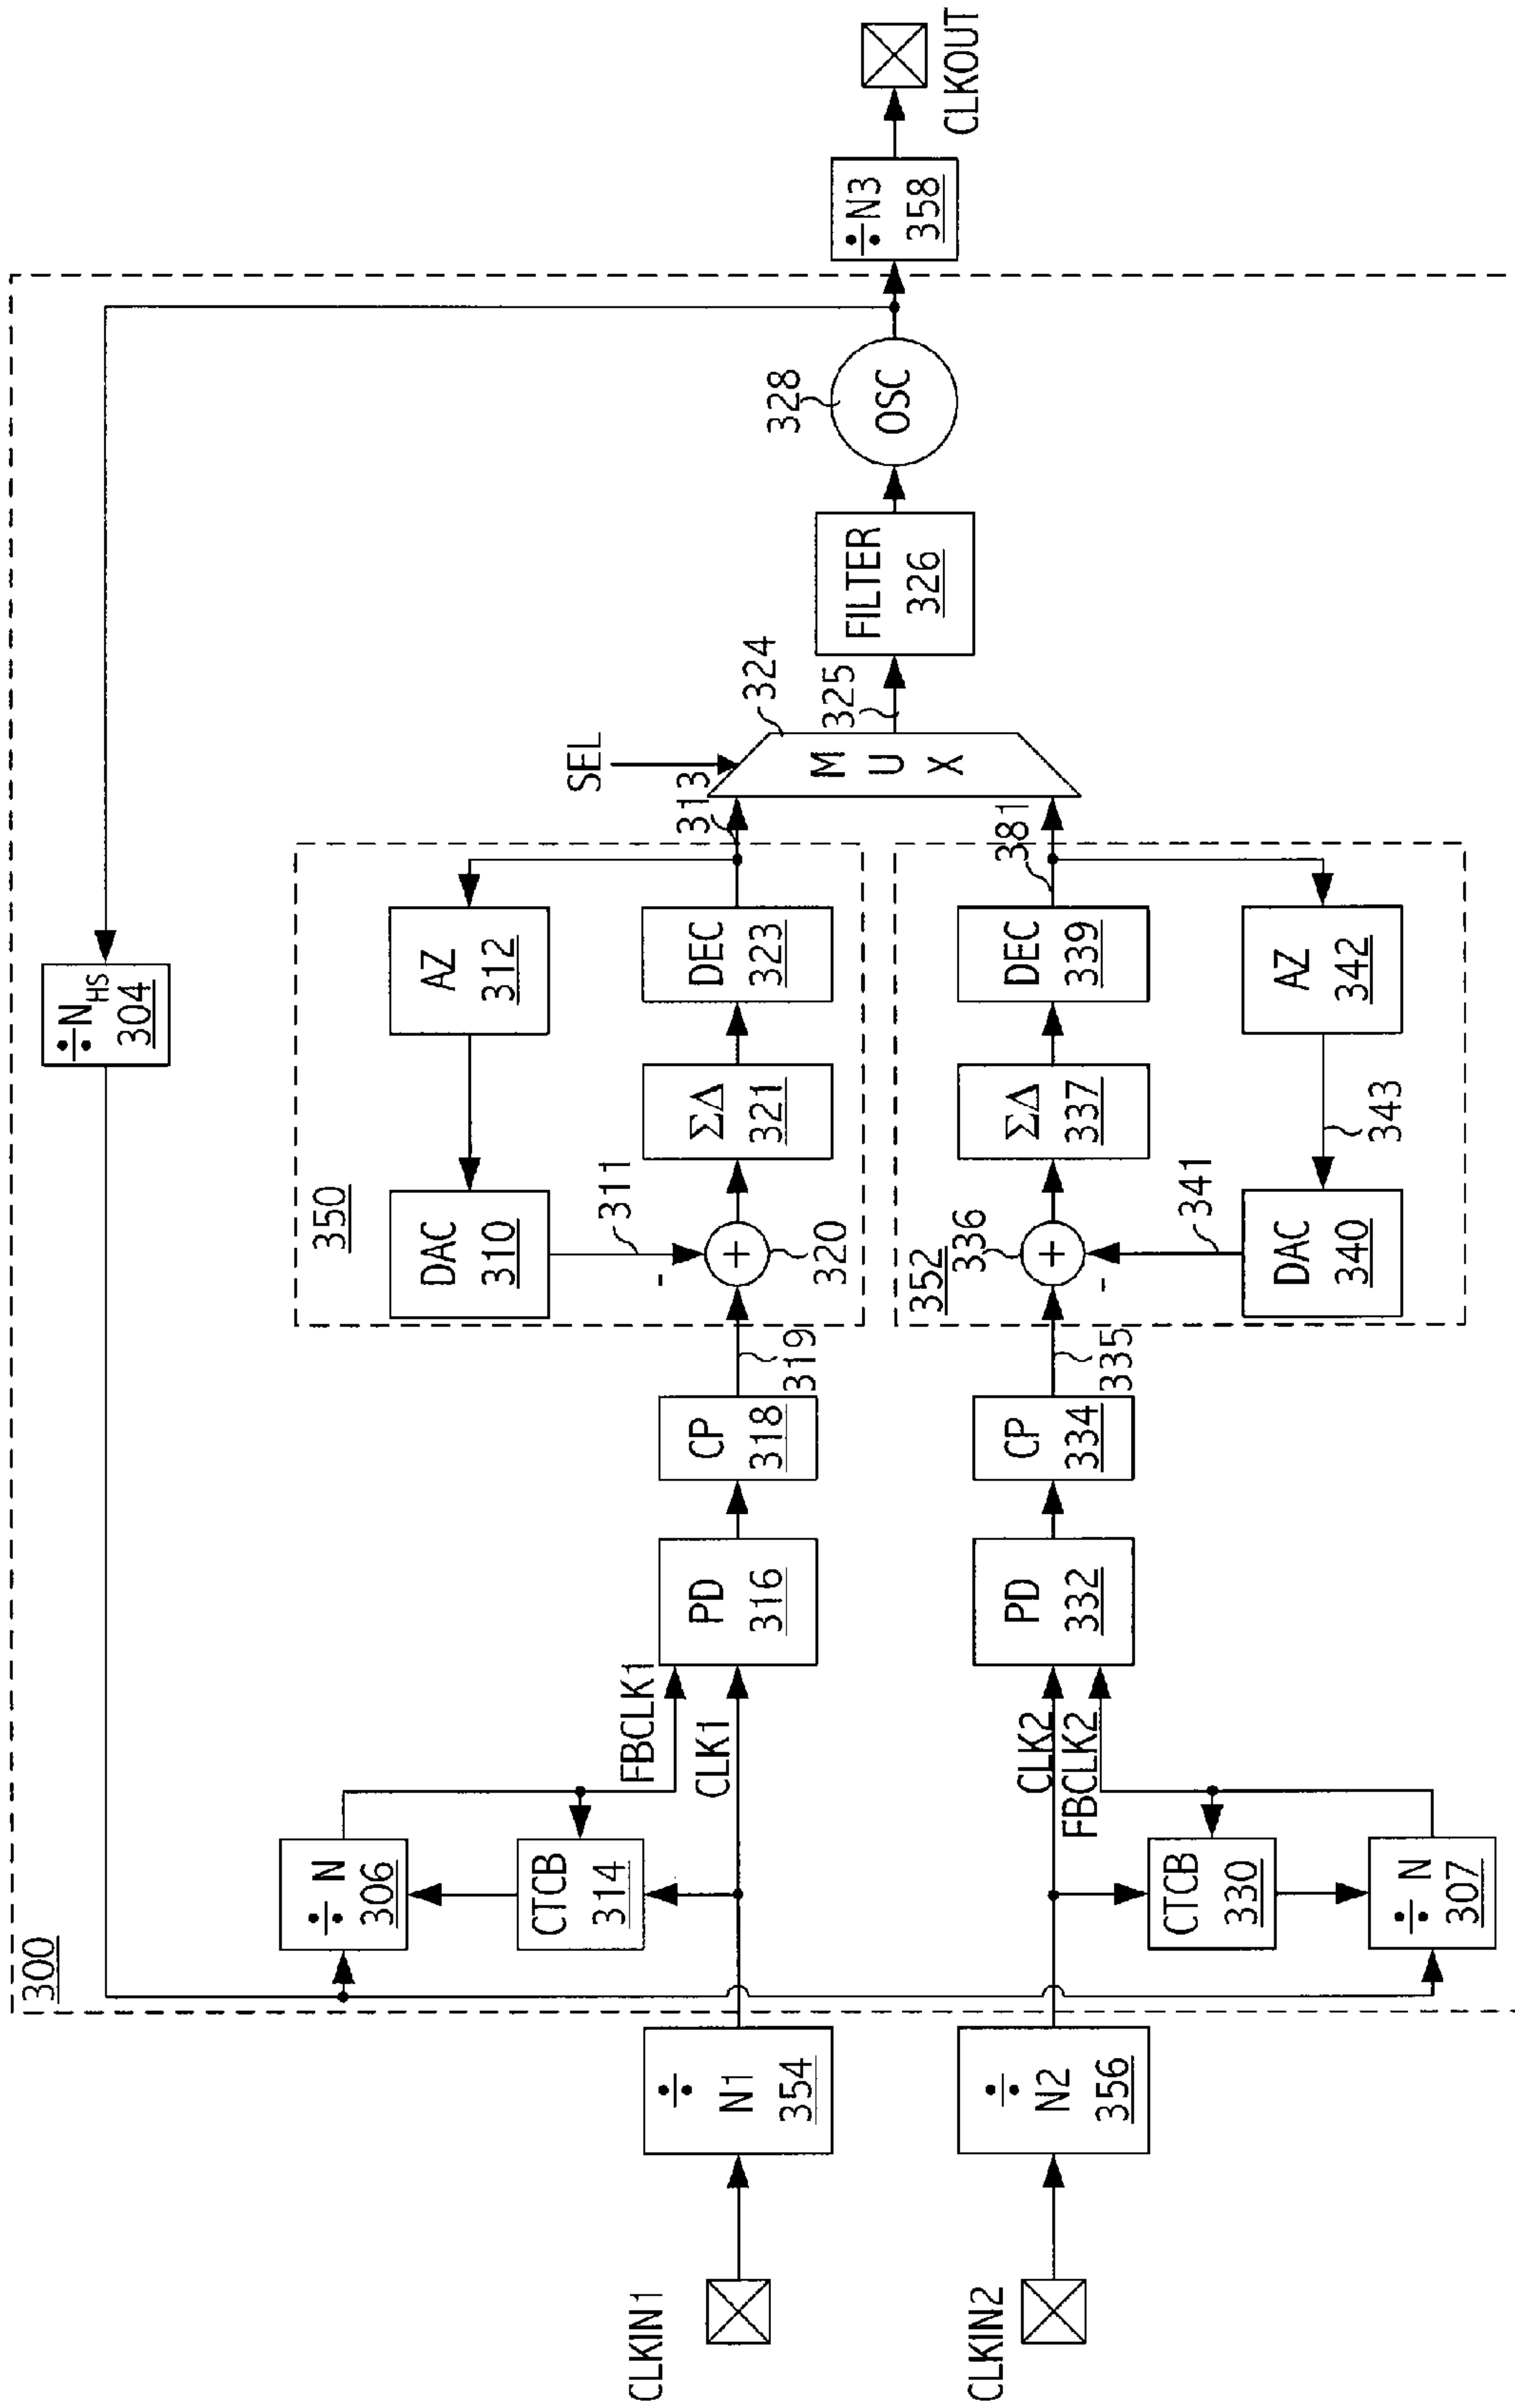 300
÷N_HS
304
÷ N
306
CTCB
314
FBCLK1
CLK1
CLKIN1
÷
N1
354
PD
316
CP
318
319
350
DAC
310
311
AZ
312
+
-
320
ΣΔ
321
DEC
323
313
SEL
324
M
U
X
325
FILTER
326
328
OSC
÷N3
358
CLKOUT
CLKIN2
÷
N2
356
CLK2
FBCLK2
CTCB
330
÷ N
307
PD
332
CP
334
335
352
336
+
-
ΣΔ
337
DEC
339
381
341
DAC
340
343
AZ
342